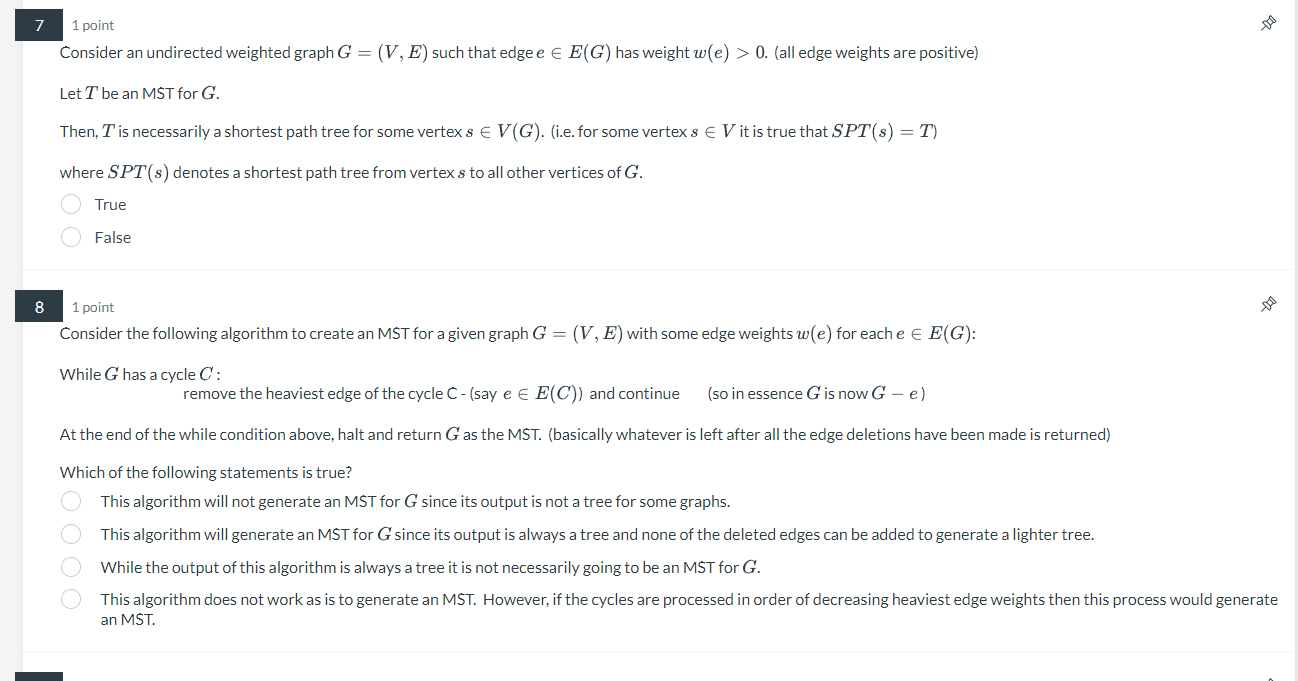 7 1 point
Consider an undirected weighted graph G = (V, E) such that edge e ∈ E(G) has weight w(e) > 0. (all edge weights are positive)
Let T be an MST for G.
Then, T is necessarily a shortest path tree for some vertex s ∈ V(G). (i.e. for some vertex s ∈ V it is true that SPT(s) = T)
where SPT(s) denotes a shortest path tree from vertex s to all other vertices of G.
True
False
8 1 point
Consider the following algorithm to create an MST for a given graph G = (V, E) with some edge weights w(e) for each e ∈ E(G):
While G has a cycle C :
remove the heaviest edge of the cycle C - (say e ∈ E(C)) and continue (so in essence G is now G − e)
At the end of the while condition above, halt and return G as the MST. (basically whatever is left after all the edge deletions have been made is returned)
Which of the following statements is true?
This algorithm will not generate an MST for G since its output is not a tree for some graphs.
This algorithm will generate an MST for G since its output is always a tree and none of the deleted edges can be added to generate a lighter tree.
While the output of this algorithm is always a tree it is not necessarily going to be an MST for G.
This algorithm does not work as is to generate an MST. However, if the cycles are processed in order of decreasing heaviest edge weights then this process would generate
an MST.